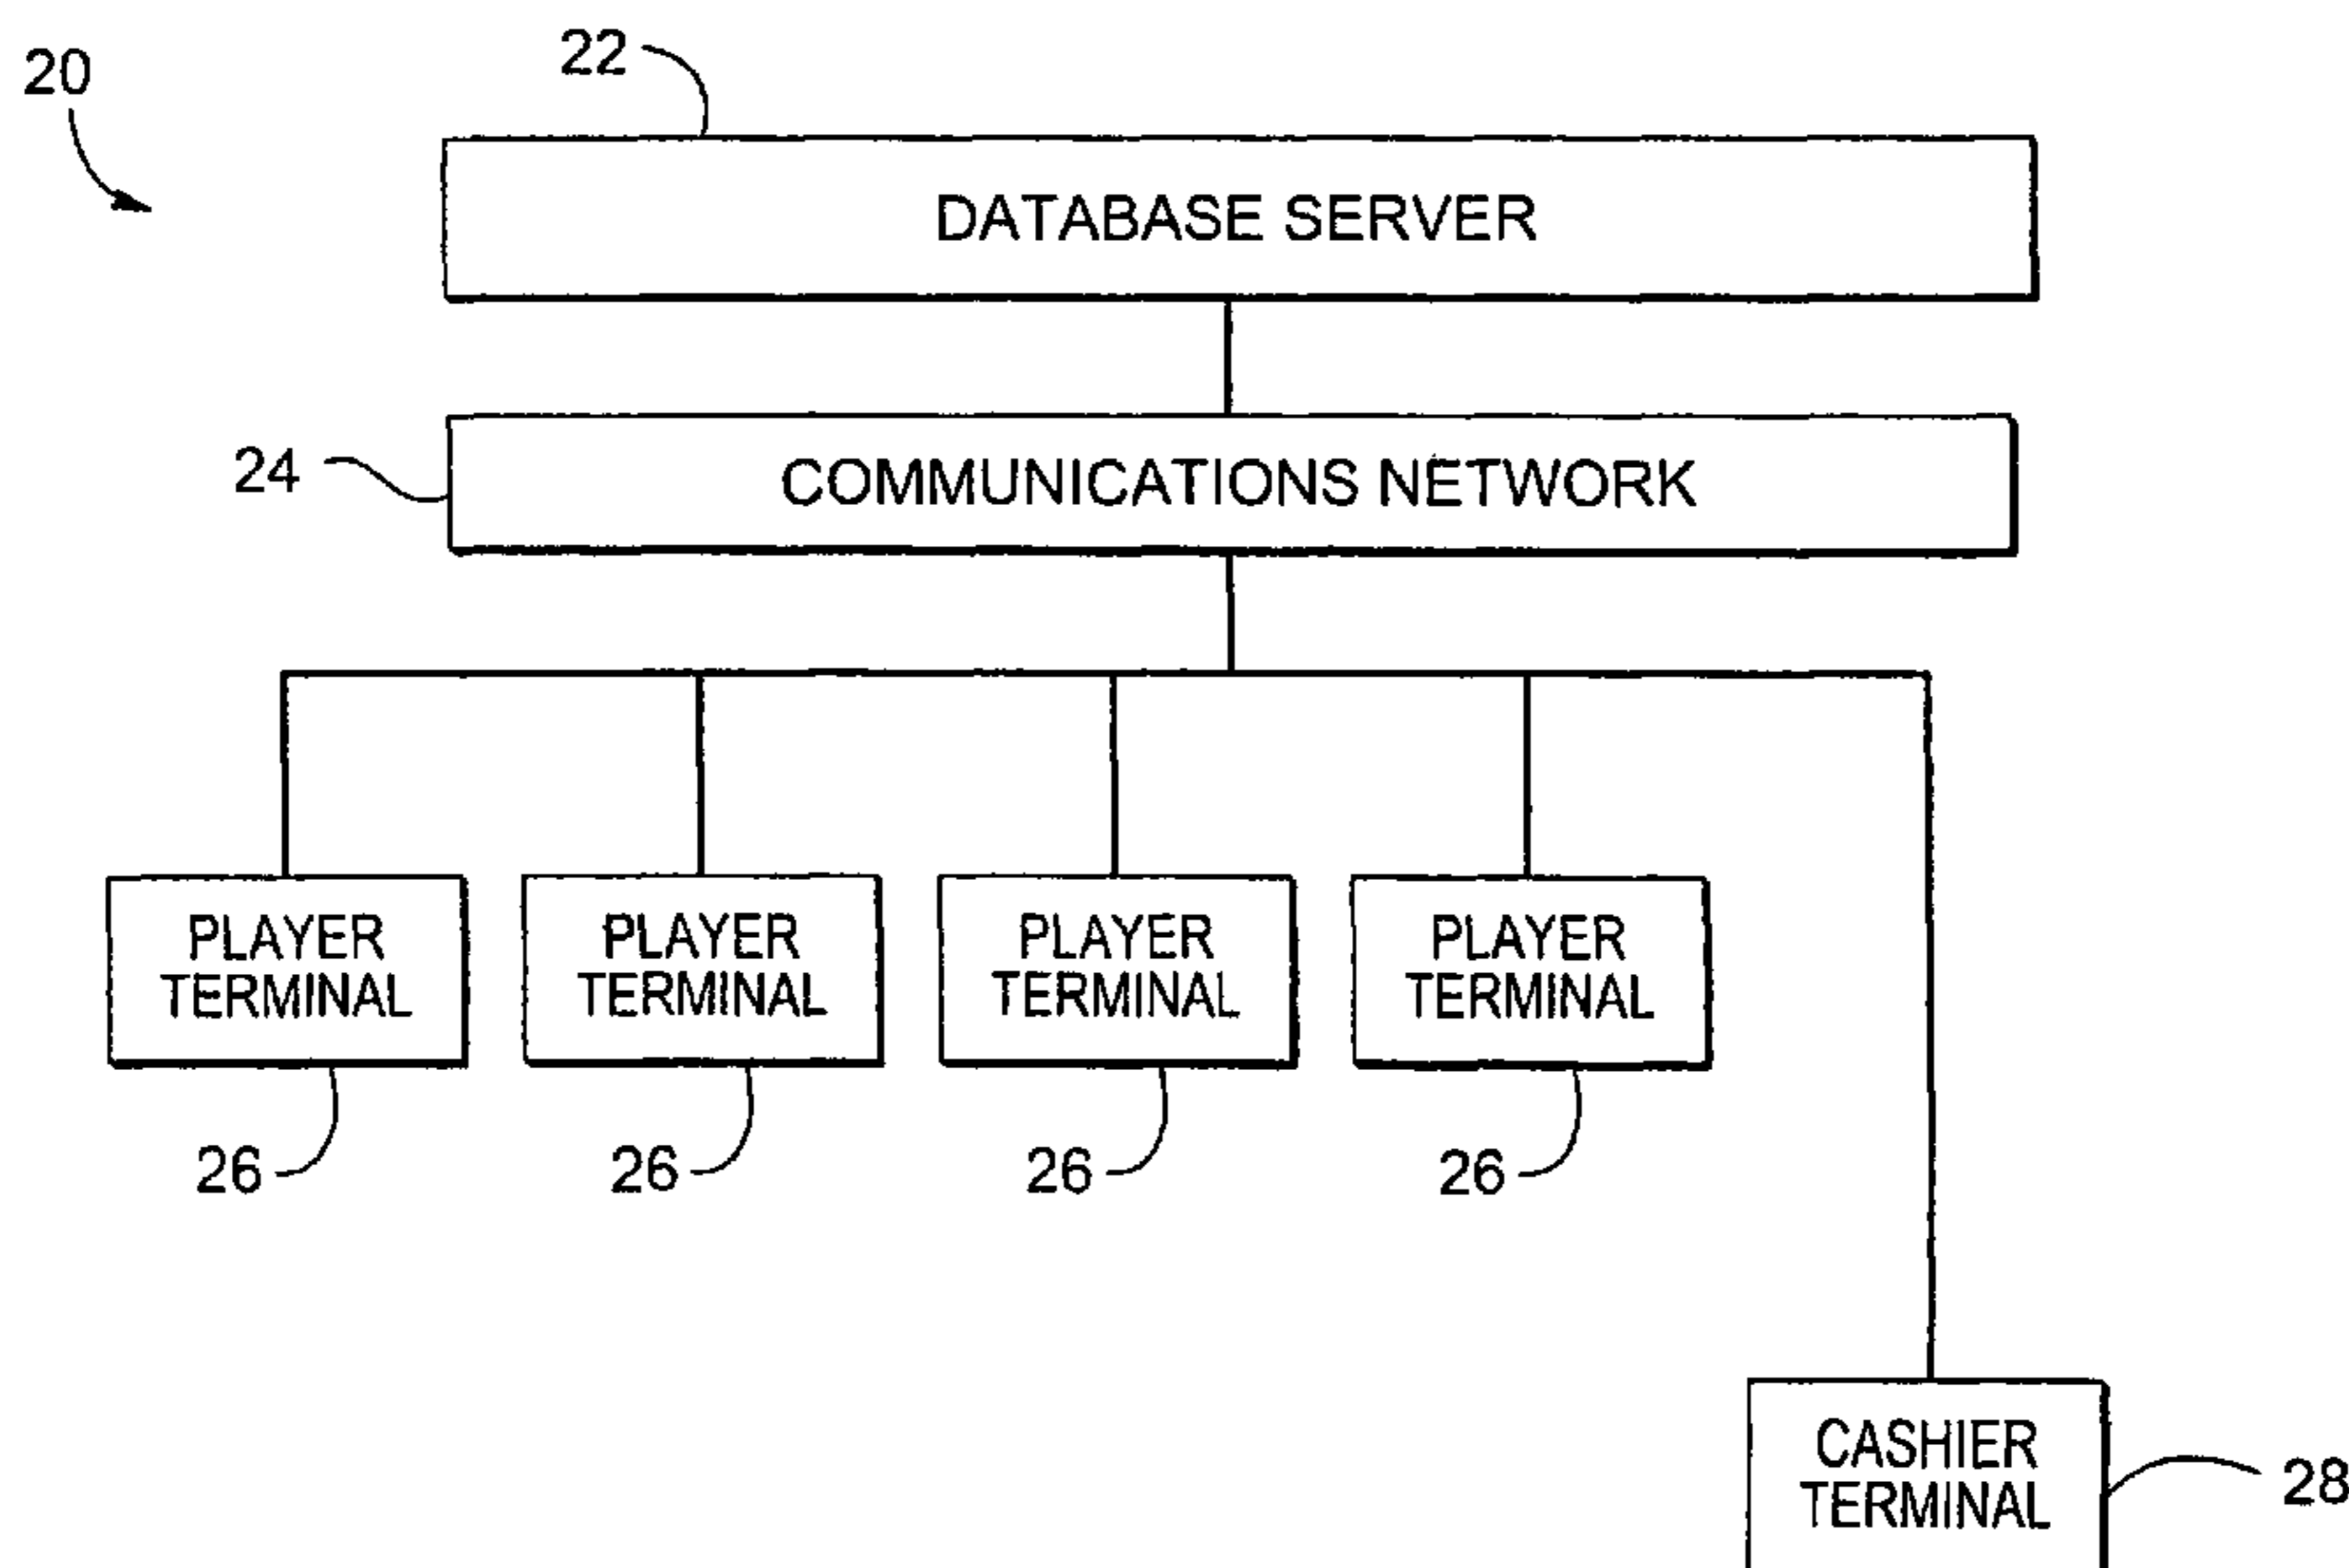 20
22
DATABASE SERVER
24
COMMUNICATIONS NETWORK
PLAYER
TERMINAL
PLAYER
TERMINAL
PLAYER
TERMINAL
PLAYER
TERMINAL
26
26
26
26
CASHIER
TERMINAL
28